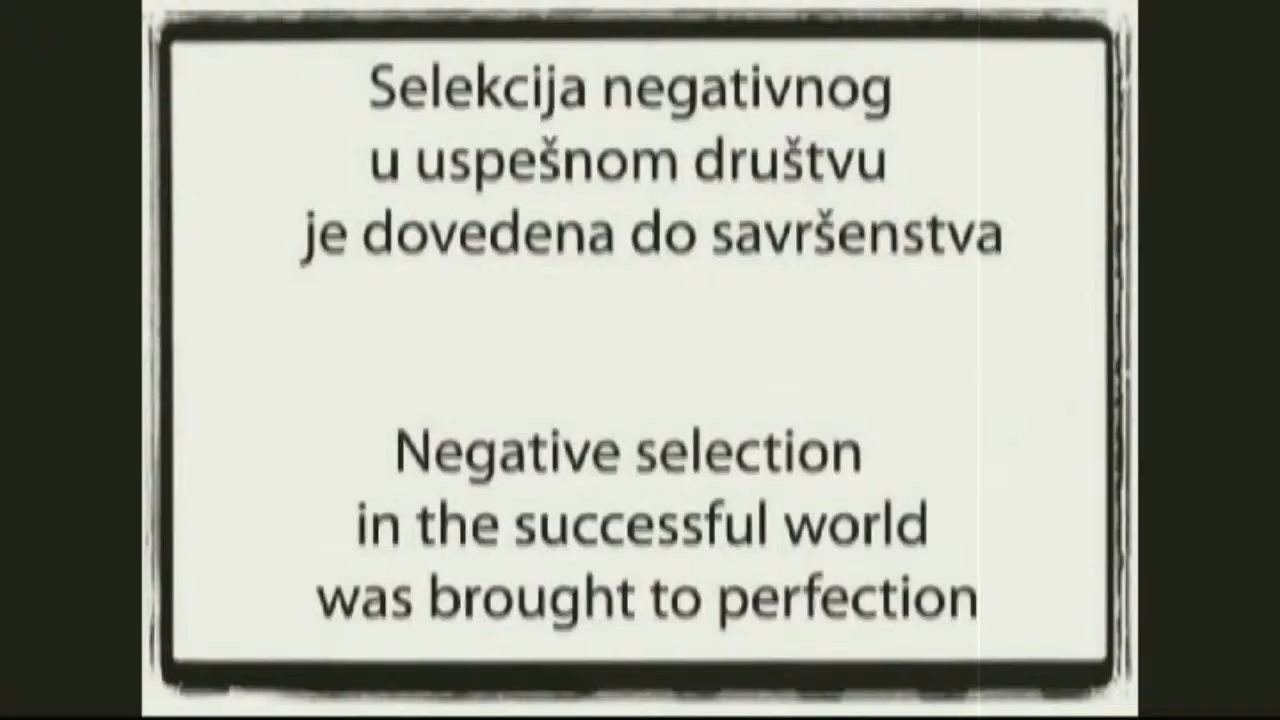 Selekcija negativnog
u uspešnom društvu
je dovedena do savršenstva
Negative selection
in the successful world
was brought to perfection